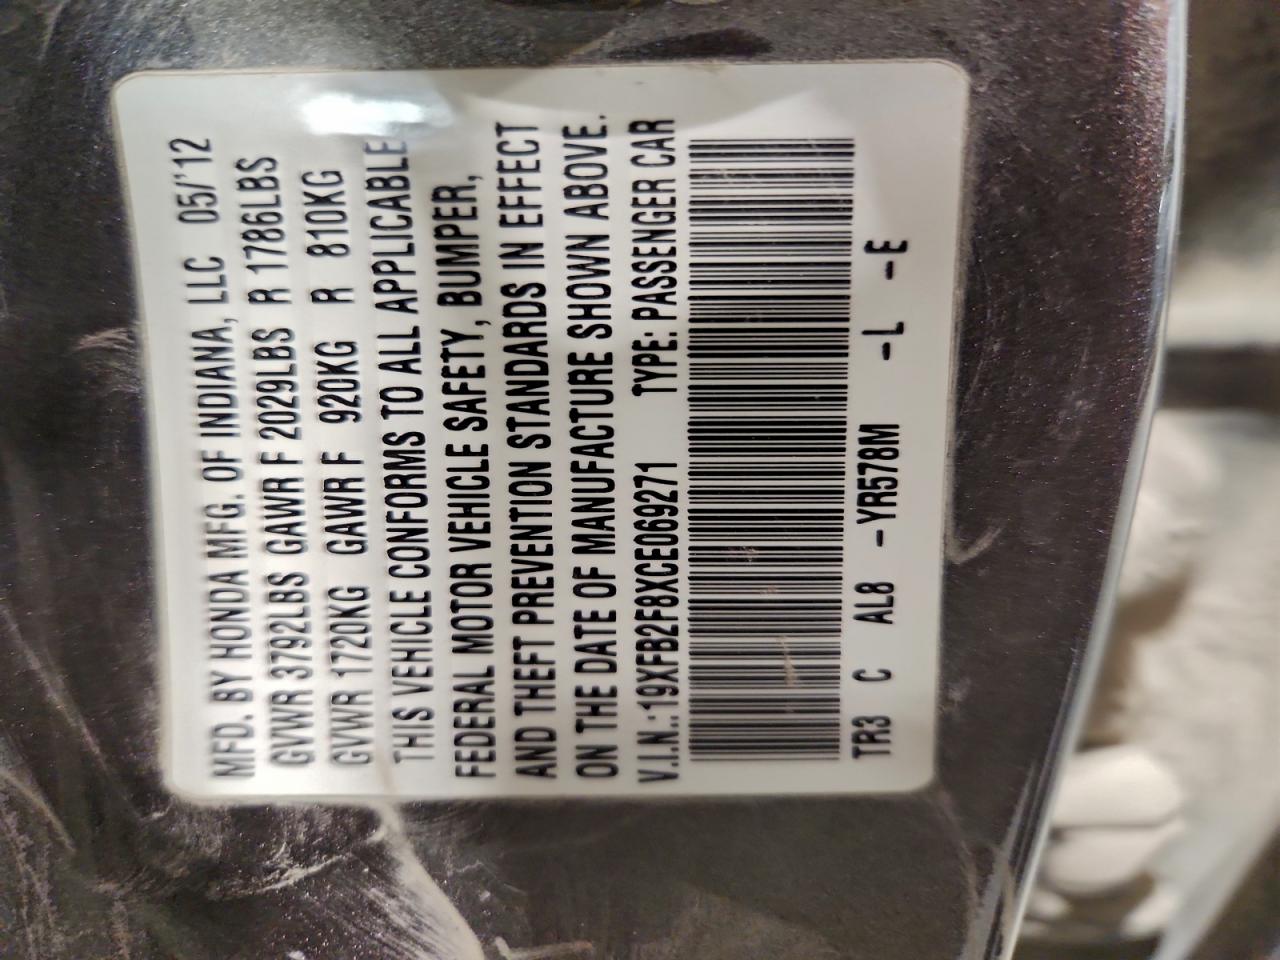 MFD. BY HONDA MFG. OF INDIANA, LLC 05/'12
GVWR 3792LBS GAWR F 2029LBS R 1786LBS
GVWR 1720KG GAWR F 920KG R 810KG
THIS VEHICLE CONFORMS TO ALL APPLICABLE
FEDERAL MOTOR VEHICLE SAFETY, BUMPER,
AND THEFT PREVENTION STANDARDS IN EFFECT
ON THE DATE OF MANUFACTURE SHOWN ABOVE.
V.I.N.:19XFB2F8XCE069271 TYPE: PASSENGER CAR
TR3 C AL8 -YR578M -L -E